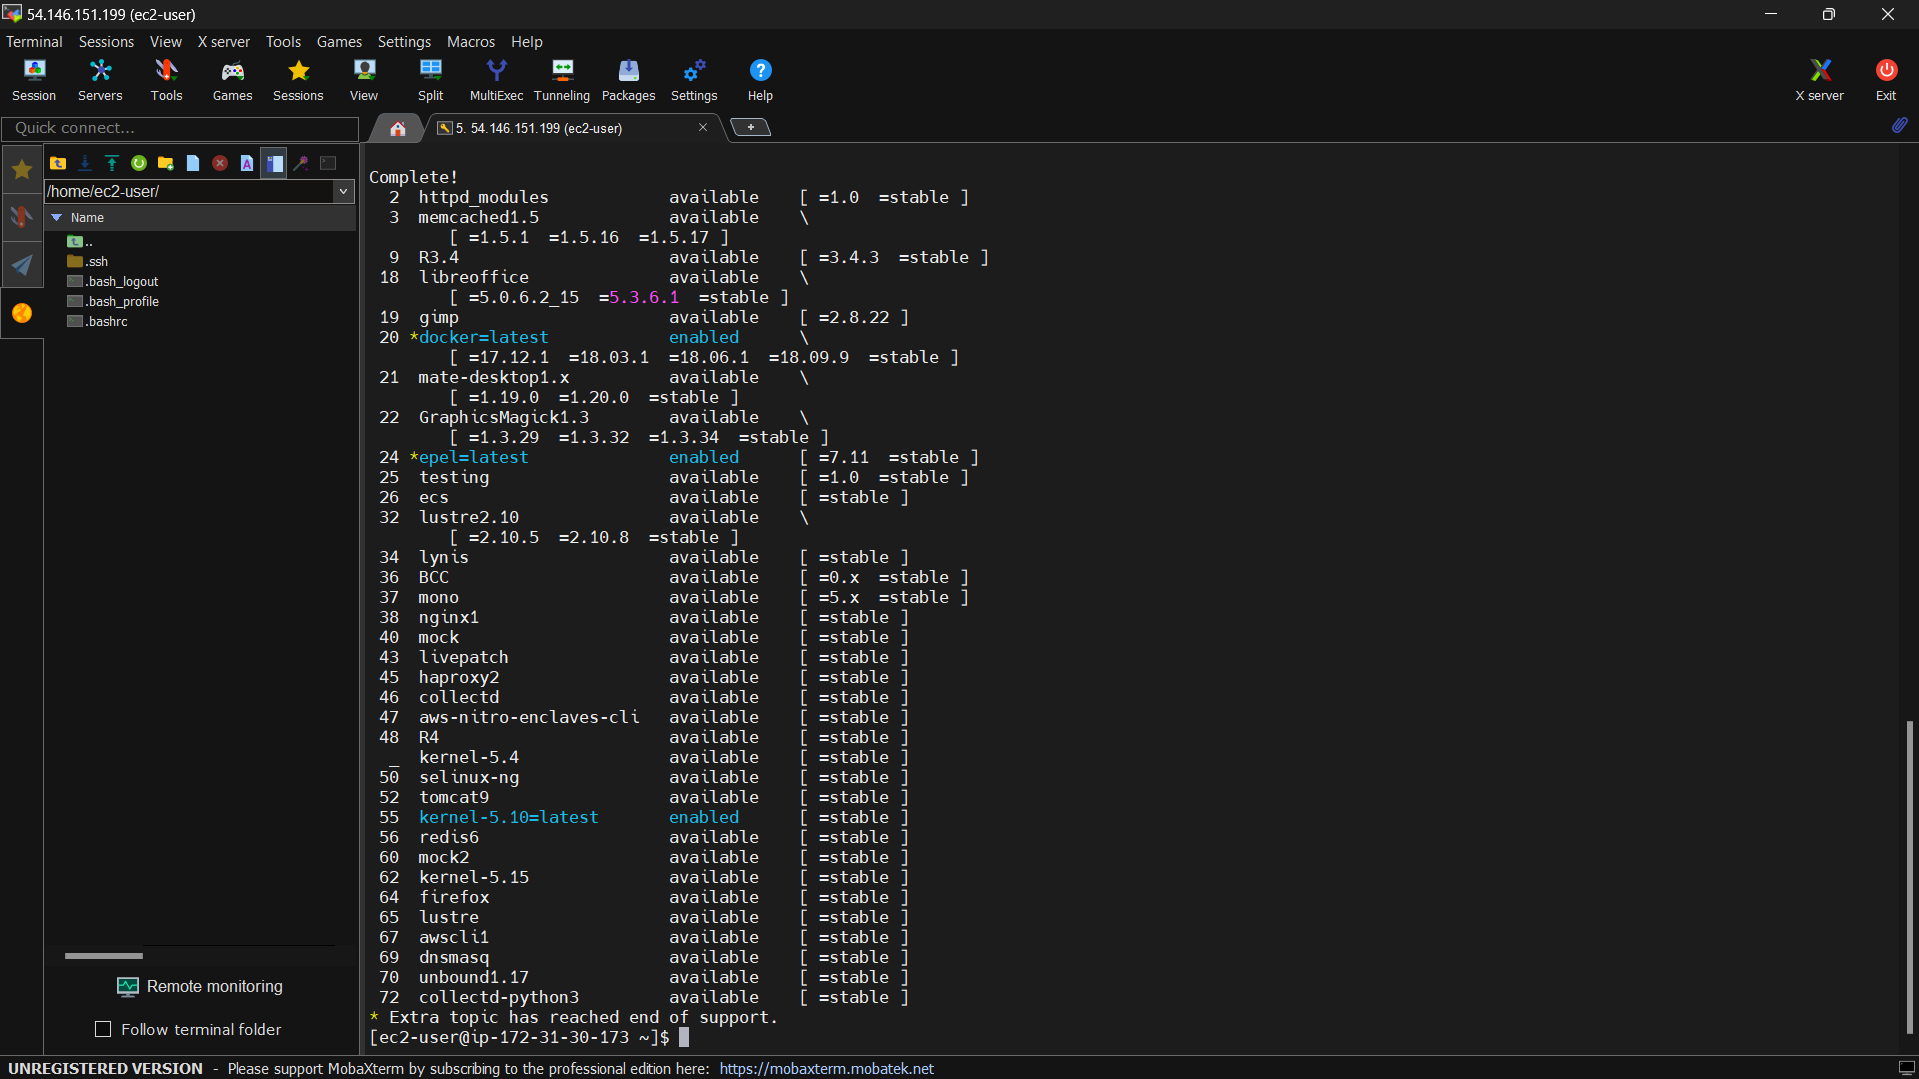 54.146.151.199 (ec2-user)
Terminal Sessions View X server Tools Games Settings Macros Help
Session Servers Tools Games Sessions View Split MultiExec Tunneling Packages Settings Help X server Exit
Quick connect...
5. 54.146.151.199 (ec2-user)
/home/ec2-user/
Name
..
.ssh
.bash_logout
.bash_profile
.bashrc
Remote monitoring
Follow terminal folder
Complete!
2 httpd_modules available [ =1.0 =stable ]
3 memcached1.5 available \
[ =1.5.1 =1.5.16 =1.5.17 ]
9 R3.4 available [ =3.4.3 =stable ]
18 libreoffice available \
[ =5.0.6.2_15 =5.3.6.1 =stable ]
19 gimp available [ =2.8.22 ]
20 *docker=latest enabled \
[ =17.12.1 =18.03.1 =18.06.1 =18.09.9 =stable ]
21 mate-desktop1.x available \
[ =1.19.0 =1.20.0 =stable ]
22 GraphicsMagick1.3 available \
[ =1.3.29 =1.3.32 =1.3.34 =stable ]
24 *epel=latest enabled [ =7.11 =stable ]
25 testing available [ =1.0 =stable ]
26 ecs available [ =stable ]
32 lustre2.10 available \
[ =2.10.5 =2.10.8 =stable ]
34 lynis available [ =stable ]
36 BCC available [ =0.x =stable ]
37 mono available [ =5.x =stable ]
38 nginx1 available [ =stable ]
40 mock available [ =stable ]
43 livepatch available [ =stable ]
45 haproxy2 available [ =stable ]
46 collectd available [ =stable ]
47 aws-nitro-enclaves-cli available [ =stable ]
48 R4 available [ =stable ]
_ kernel-5.4 available [ =stable ]
50 selinux-ng available [ =stable ]
52 tomcat9 available [ =stable ]
55 kernel-5.10=latest enabled [ =stable ]
56 redis6 available [ =stable ]
60 mock2 available [ =stable ]
62 kernel-5.15 available [ =stable ]
64 firefox available [ =stable ]
65 lustre available [ =stable ]
67 awscli1 available [ =stable ]
69 dnsmasq available [ =stable ]
70 unbound1.17 available [ =stable ]
72 collectd-python3 available [ =stable ]
* Extra topic has reached end of support.
[ec2-user@ip-172-31-30-173 ~]$
UNREGISTERED VERSION - Please support MobaXterm by subscribing to the professional edition here: https://mobaxterm.mobatek.net